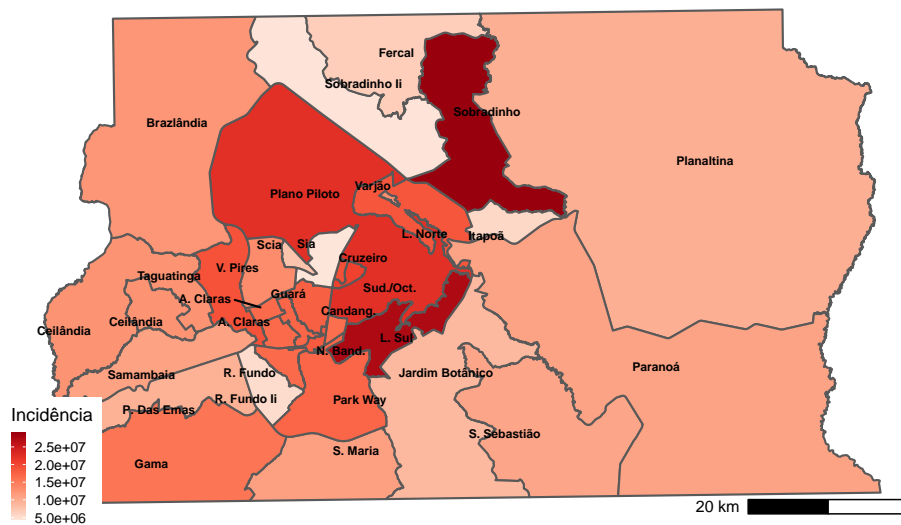 Fercal
Sobradinho Ii
Sobradinho
Brazlândia
Planaltina
Varjão
Plano Piloto
L. Norte
Itapoã
Scia
Sia
Cruzeiro
V. Pires
Taguatinga
Sud./Oct.
Guará
A. Claras
Candang.
Ceilândia
Ceilândia
A. Claras
L. Sul
N. Band.
Samambaia
R. Fundo
Jardim Botânico
Paranoá
R. Fundo Ii
Park Way
P. Das Emas
S. Sebastião
S. Maria
Gama
Incidência
2.5e+07
2.0e+07
1.5e+07
1.0e+07
5.0e+06
20 km